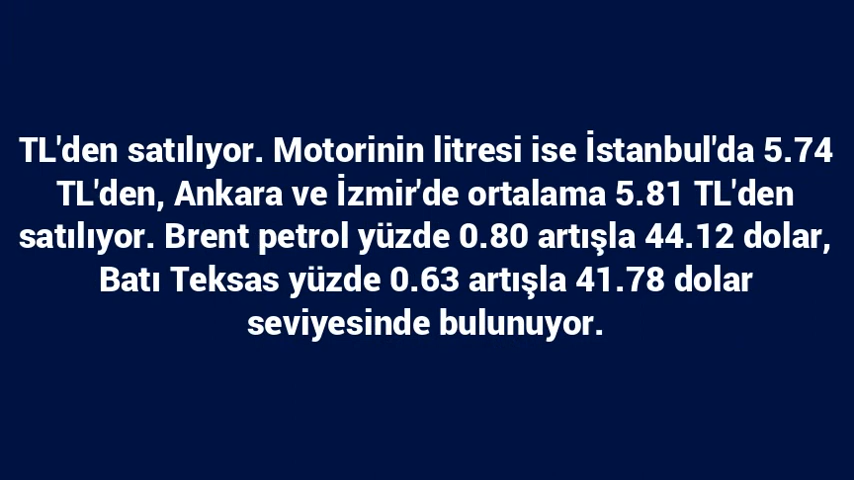 TL'den satılıyor. Motorinin litresi ise İstanbul'da 5.74
TL'den, Ankara ve İzmir'de ortalama 5.81 TL'den
satılıyor. Brent petrol yüzde 0.80 artışla 44.12 dolar,
Batı Teksas yüzde 0.63 artışla 41.78 dolar
seviyesinde bulunuyor.